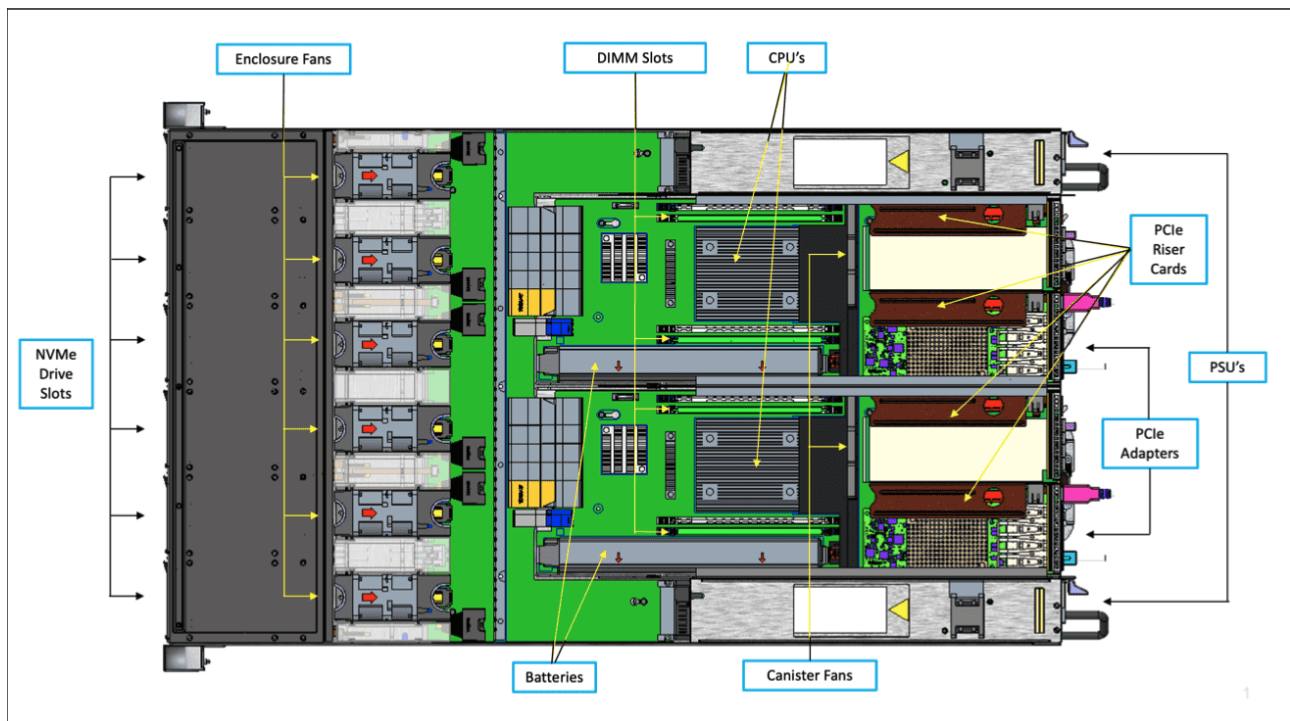 Enclosure Fans
DIMM Slots
CPU's
PCIe
Riser
Cards
NVMe
Drive
Slots
PSU's
PCIe
Adapters
Batteries
Canister Fans
1